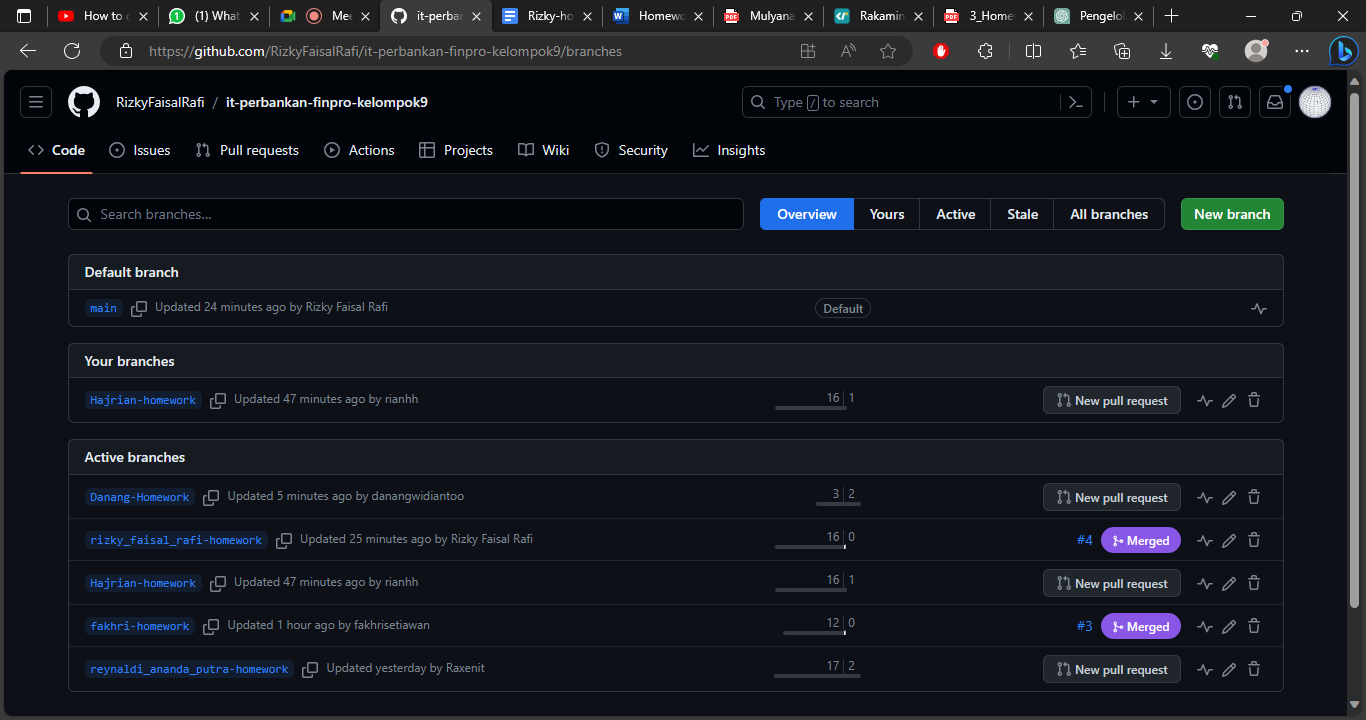 How to c
(1) What
Mee
it-perba
Rizky-ho
Homewo
Mulyana
Rakamin
3_Home
Pengelol
https://github.com/RizkyFaisalRafi/it-perbankan-finpro-kelompok9/branches
RizkyFaisalRafi / it-perbankan-finpro-kelompok9
Type / to search
Code Issues Pull requests Actions Projects Wiki Security Insights
Search branches...
Overview Yours Active Stale All branches New branch
Default branch
main Updated 24 minutes ago by Rizky Faisal Rafi Default
Your branches
Hajrian-homework Updated 47 minutes ago by rianhh 16 1 New pull request
Active branches
Danang-Homework Updated 5 minutes ago by danangwidiantoo 3 2 New pull request
rizky_faisal_rafi-homework Updated 25 minutes ago by Rizky Faisal Rafi 16 0 #4 Merged
Hajrian-homework Updated 47 minutes ago by rianhh 16 1 New pull request
fakhri-homework Updated 1 hour ago by fakhrisetiawan 12 0 #3 Merged
reynaldi_ananda_putra-homework Updated yesterday by Raxenit 17 2 New pull request